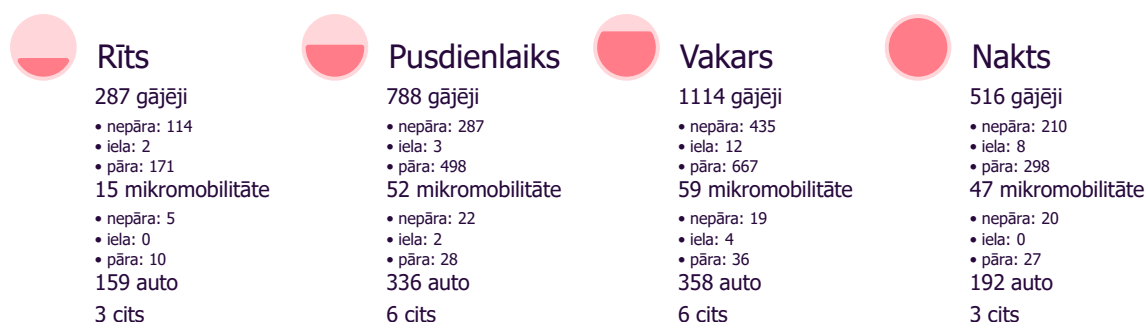 Rīts
287 gājēji
• nepāra: 114
• iela: 2
• pāra: 171
15 mikromobilitāte
• nepāra: 5
• iela: 0
• pāra: 10
159 auto
3 cits
Pusdienlaiks
788 gājēji
• nepāra: 287
• iela: 3
• pāra: 498
52 mikromobilitāte
• nepāra: 22
• iela: 2
• pāra: 28
336 auto
6 cits
Vakars
1114 gājēji
• nepāra: 435
• iela: 12
• pāra: 667
59 mikromobilitāte
• nepāra: 19
• iela: 4
• pāra: 36
358 auto
6 cits
Nakts
516 gājēji
• nepāra: 210
• iela: 8
• pāra: 298
47 mikromobilitāte
• nepāra: 20
• iela: 0
• pāra: 27
192 auto
3 cits